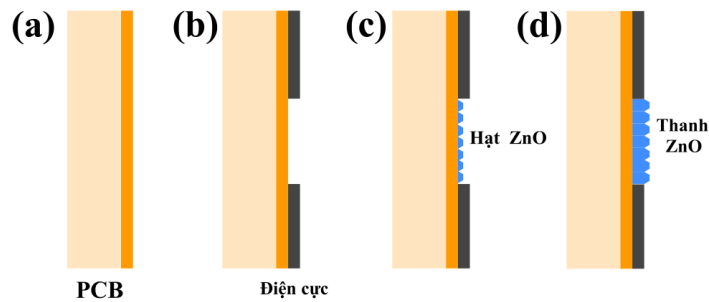 (a)
(b)
(c)
(d)
Hạt ZnO
Thanh
ZnO
PCB
Điện cực